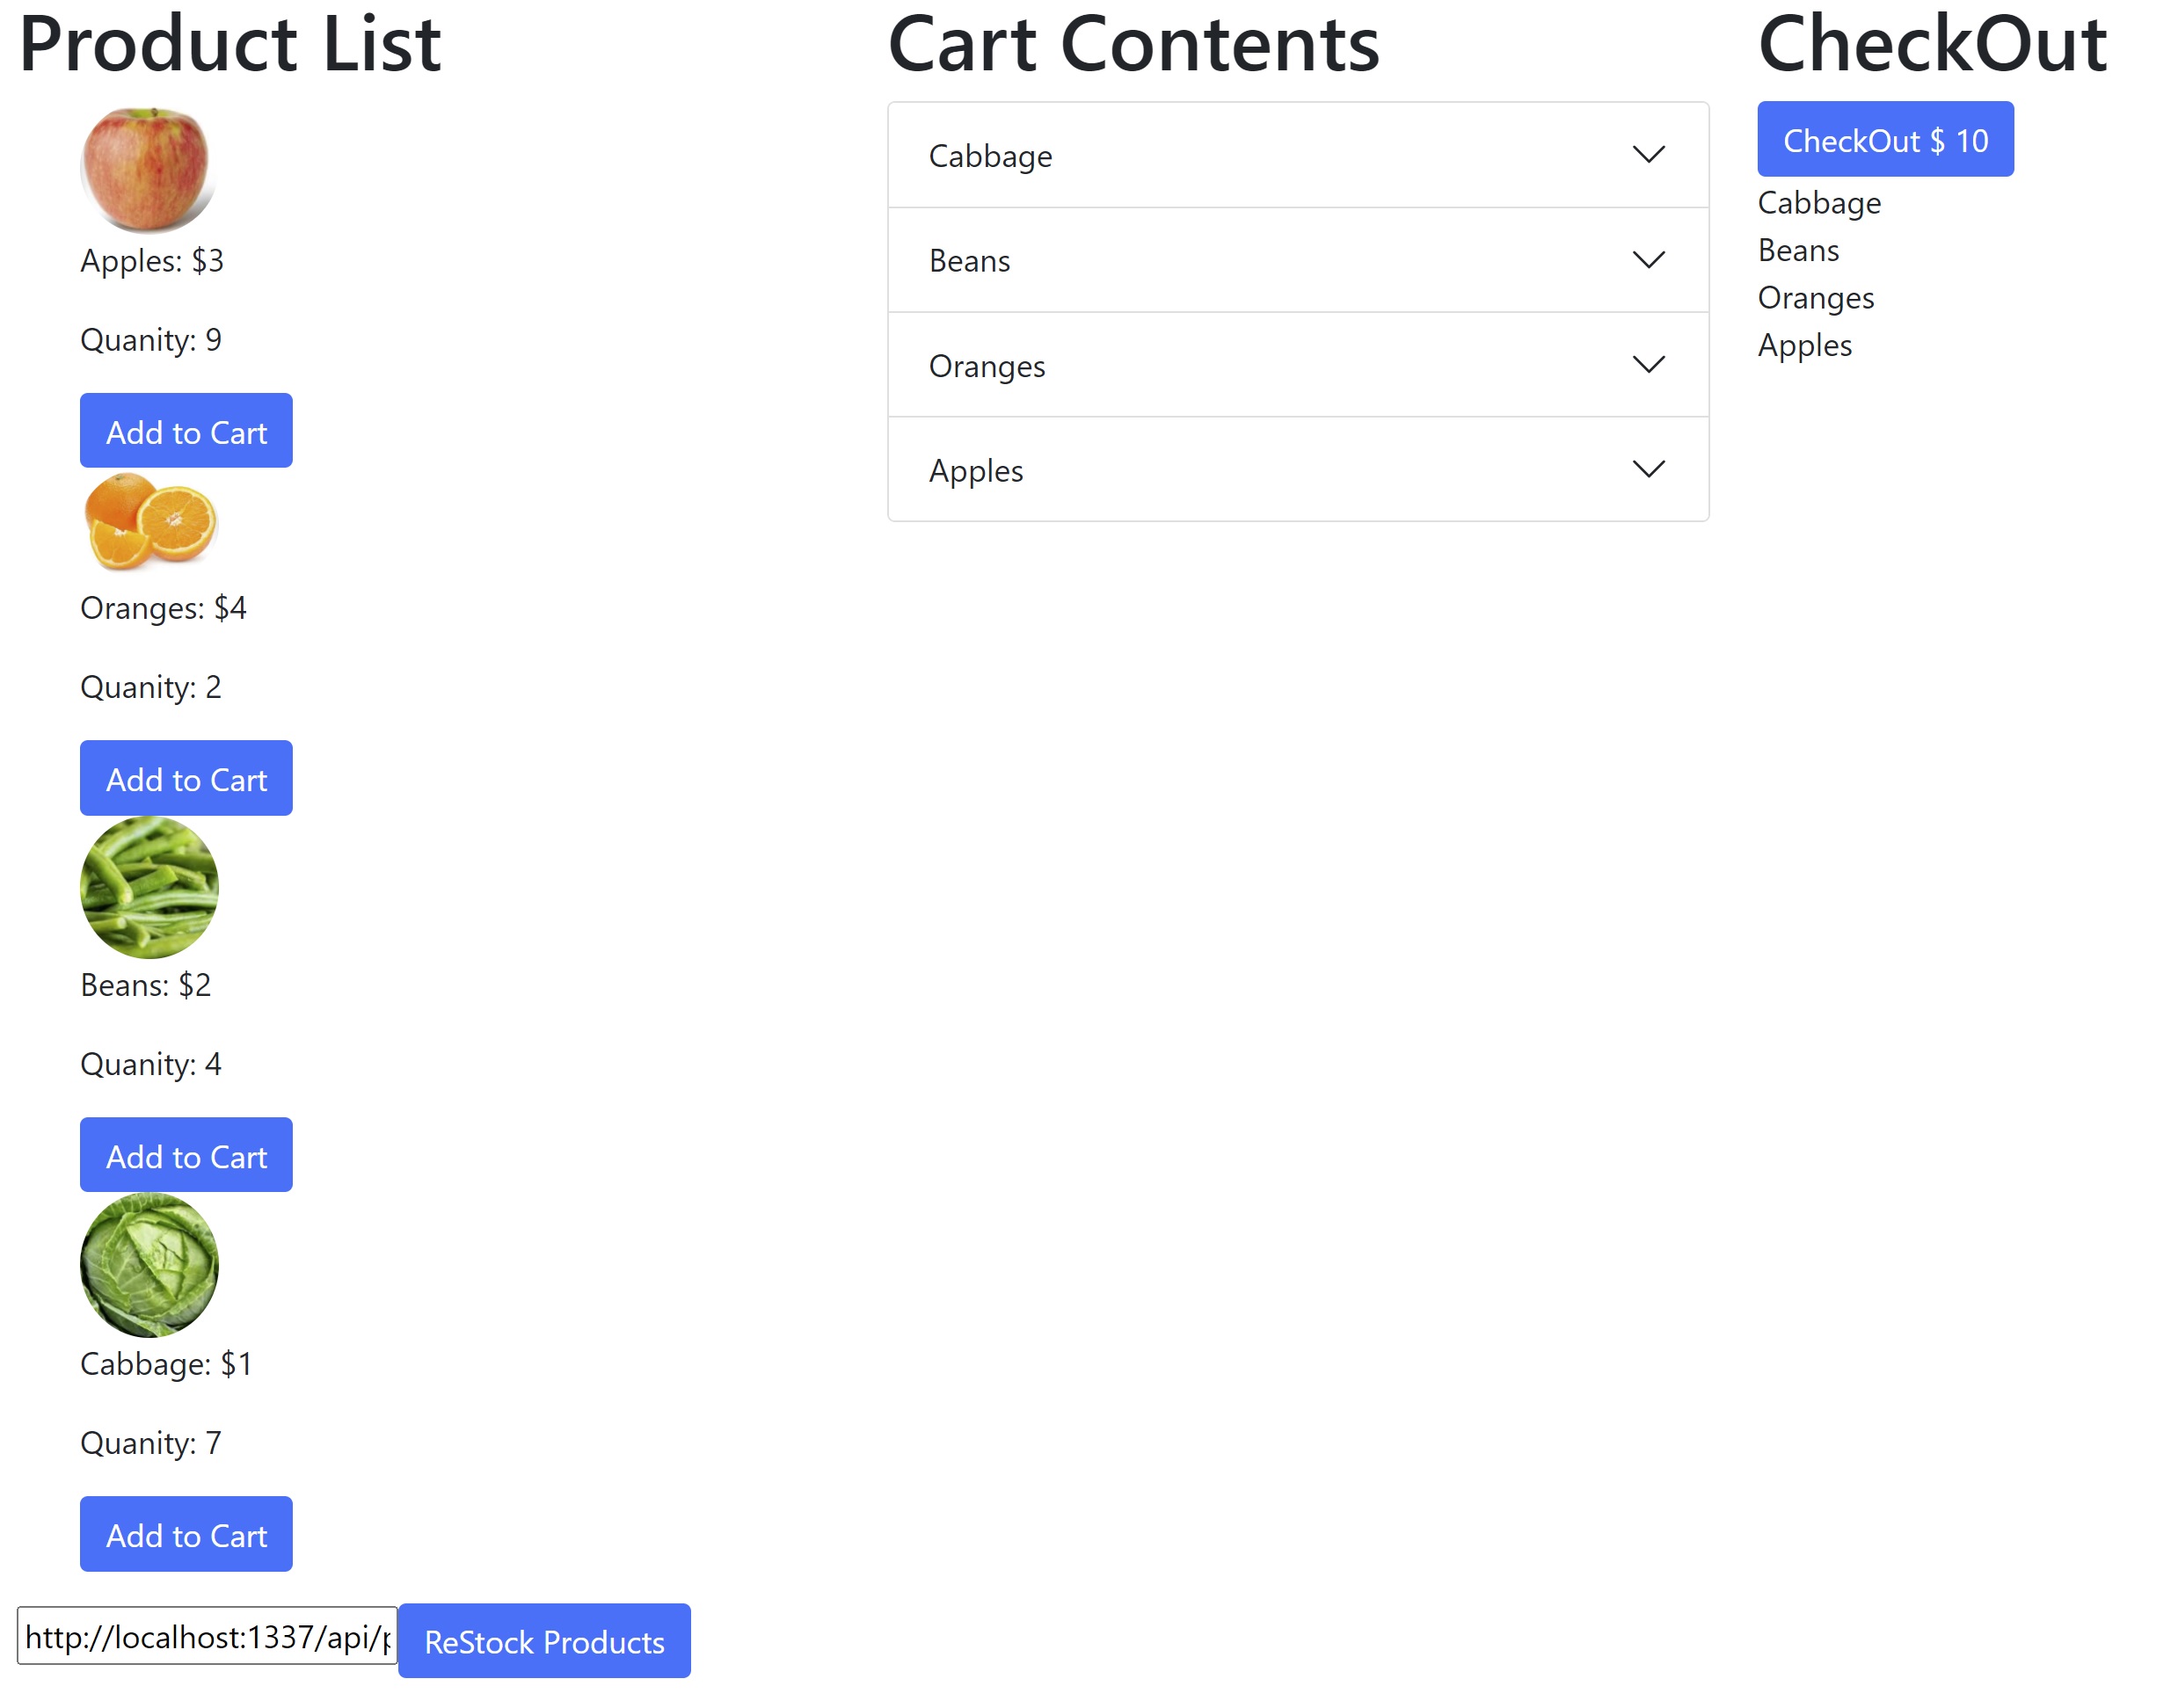 Product List
Apples: $3
Quanity: 9
Add to Cart
Oranges: $4
Quanity: 2
Add to Cart
Beans: $2
Quanity: 4
Add to Cart
Cabbage: $1
Quanity: 7
Add to Cart
http://localhost:1337/api/p
ReStock Products
Cart Contents
Cabbage
Beans
Oranges
Apples
CheckOut
CheckOut $ 10
Cabbage
Beans
Oranges
Apples